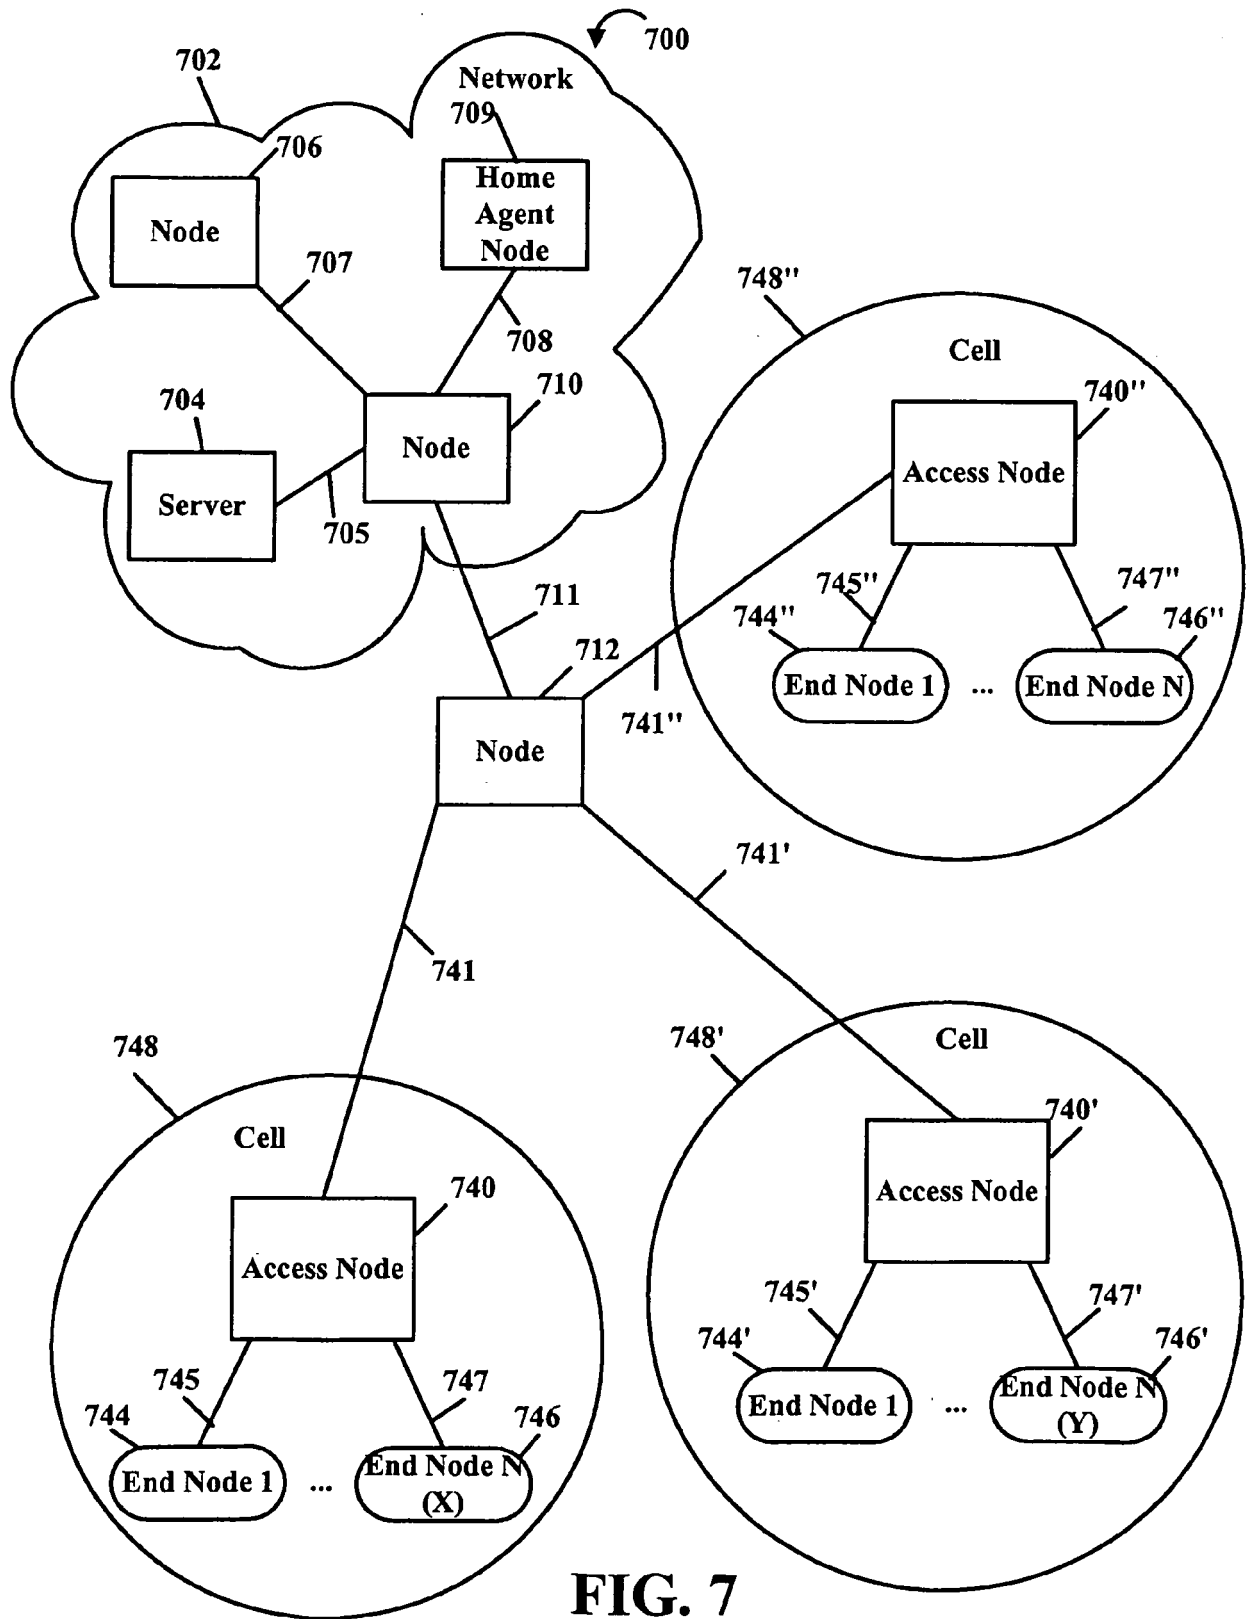 700
702
Network
709
706
Home
Agent
Node
Node
707
708
748"
Cell
710
704
740"
Node
Access Node
Server
705
745"
747"
711
744"
746"
712
End Node 1
...
End Node N
741"
Node
741'
741
748'
Cell
748
740'
Cell
Access Node
740
Access Node
745'
747'
744'
746'
End Node 1
...
End Node N
(Y)
745
747
744
746
End Node 1
...
End Node N
(X)
FIG. 7